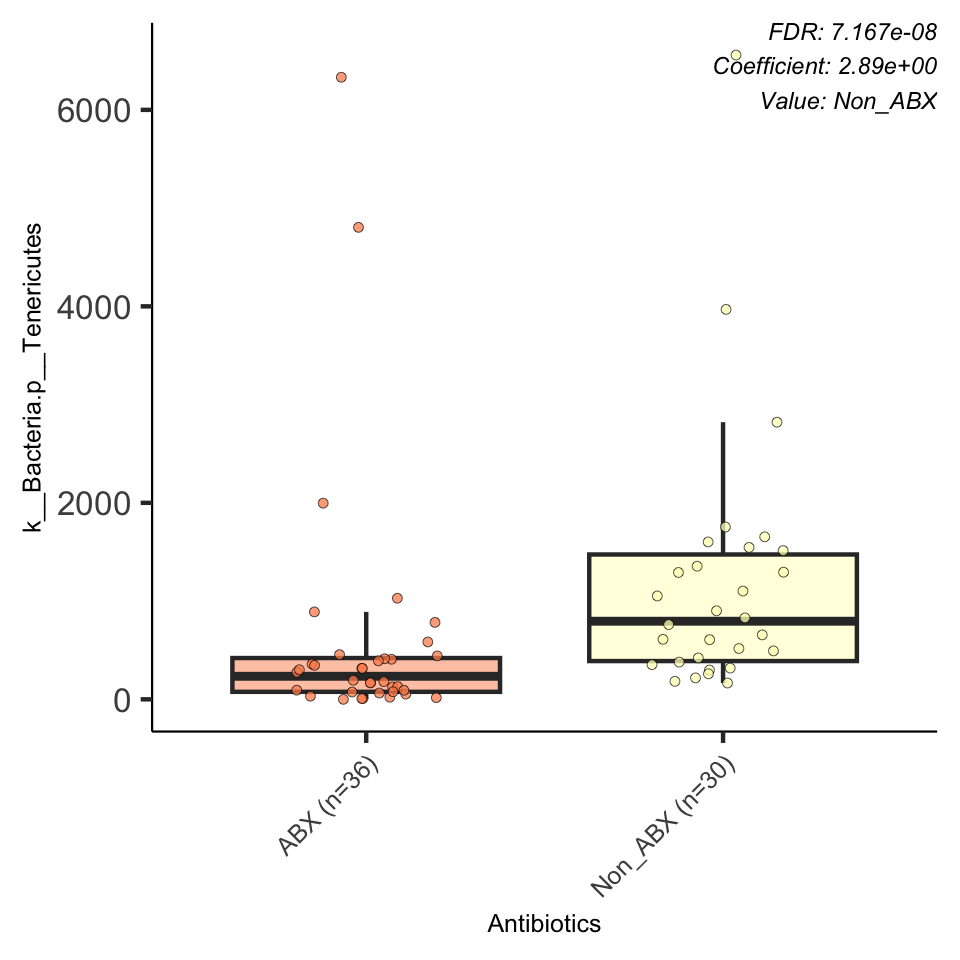 FDR: 7.167e-08
Coefficient: 2.89e+00
Value: Non_ABX
k__Bacteria.p__Tenericutes
6000
4000
2000
0
ABX (n=36)
Non_ABX (n=30)
Antibiotics